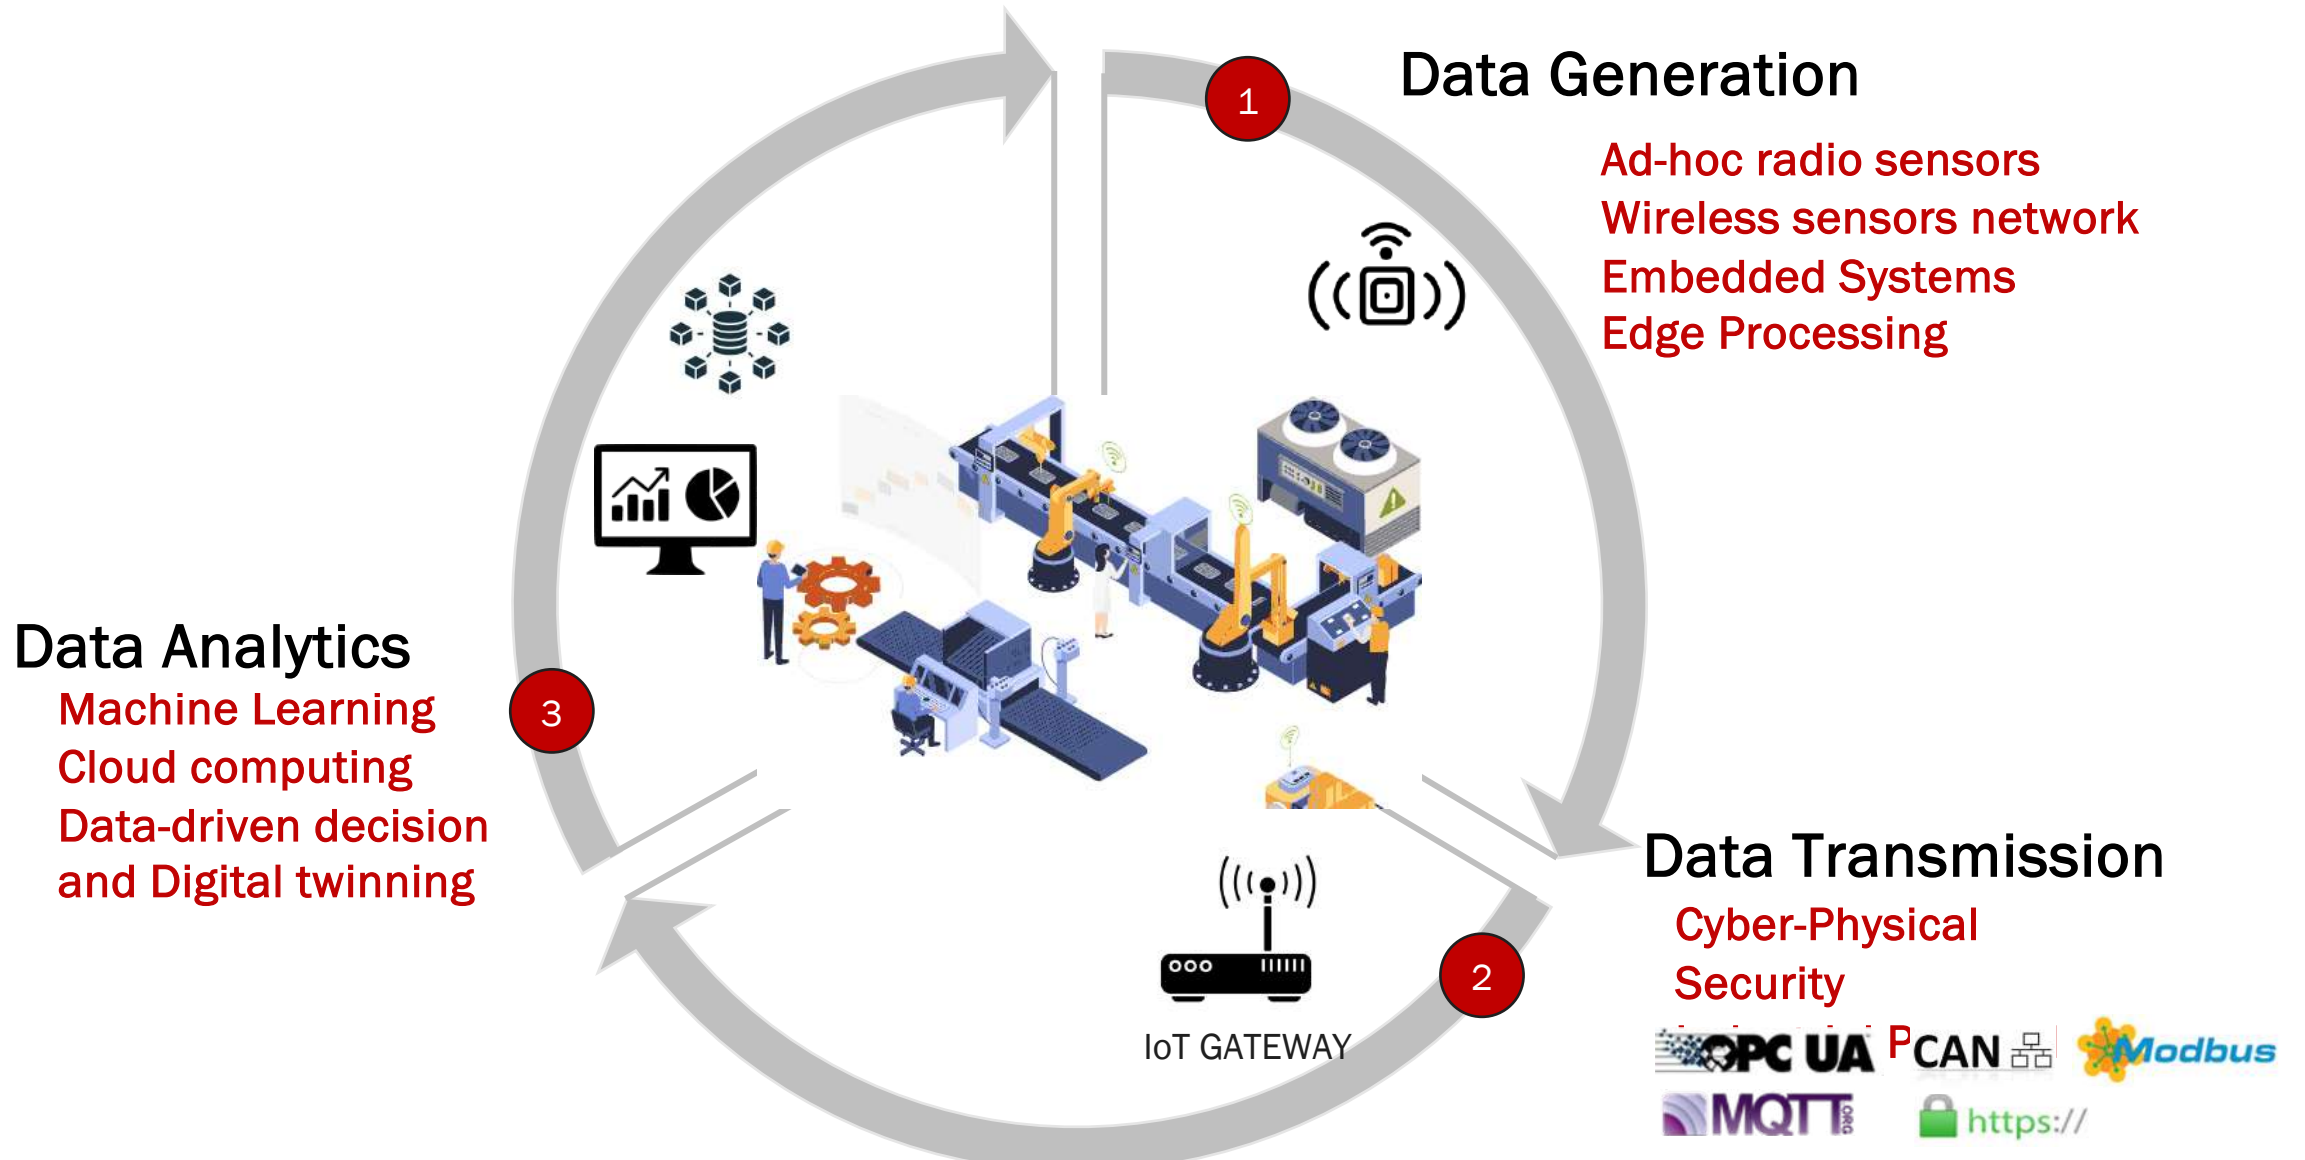 1
Data Generation
Ad-hoc radio sensors
Wireless sensors network
Embedded Systems
Edge Processing
Data Analytics
Machine Learning
Cloud computing
Data-driven decision
and Digital twinning
3
Data Transmission
Cyber-Physical
Security
2
IoT GATEWAY
OPC UA
CAN
Modbus
MQTT.ORG
https://